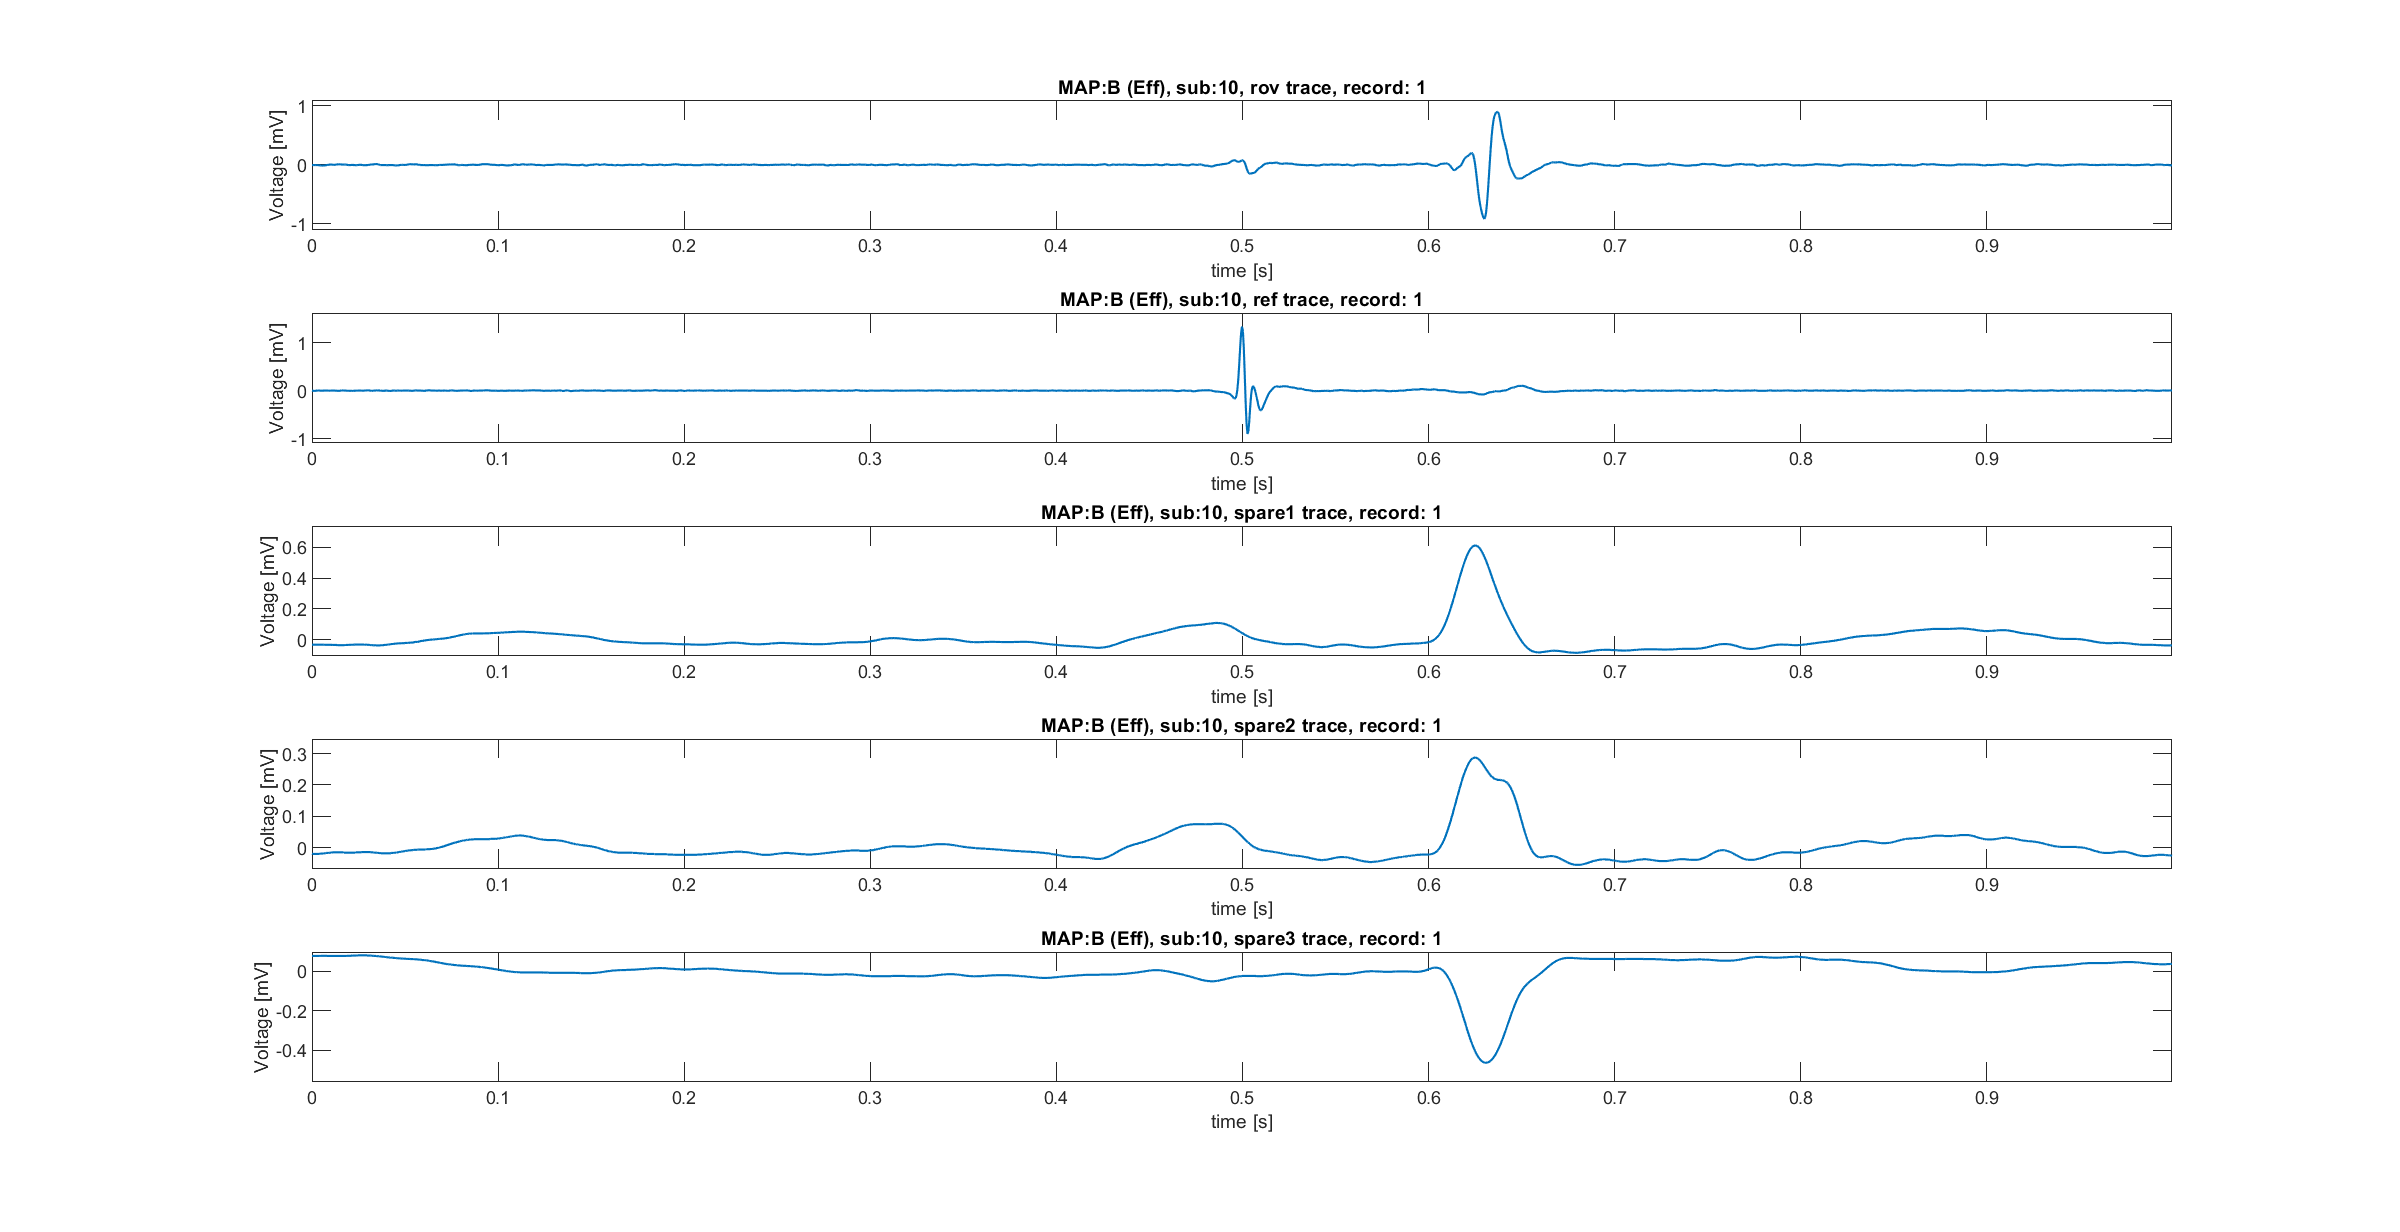 MAP:B (Eff), sub:10, rov trace, record: 1
Voltage [mV]
1
0
-1
0 0.1 0.2 0.3 0.4 0.5 0.6 0.7 0.8 0.9
time [s]
MAP:B (Eff), sub:10, ref trace, record: 1
Voltage [mV]
1
0
-1
0 0.1 0.2 0.3 0.4 0.5 0.6 0.7 0.8 0.9
time [s]
MAP:B (Eff), sub:10, spare1 trace, record: 1
Voltage [mV]
0.6
0.4
0.2
0
0 0.1 0.2 0.3 0.4 0.5 0.6 0.7 0.8 0.9
time [s]
MAP:B (Eff), sub:10, spare2 trace, record: 1
Voltage [mV]
0.3
0.2
0.1
0
0 0.1 0.2 0.3 0.4 0.5 0.6 0.7 0.8 0.9
time [s]
MAP:B (Eff), sub:10, spare3 trace, record: 1
Voltage [mV]
0
-0.2
-0.4
0 0.1 0.2 0.3 0.4 0.5 0.6 0.7 0.8 0.9
time [s]